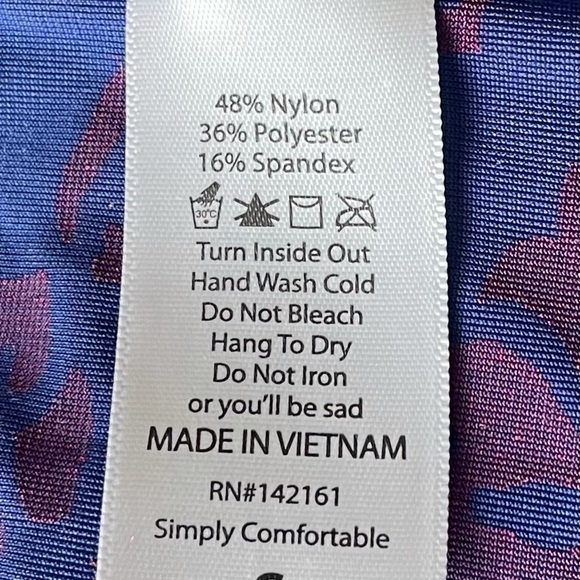 48% Nylon
36% Polyester
16% Spandex
30°C
Turn Inside Out
Hand Wash Cold
Do Not Bleach
Hang To Dry
Do Not Iron
or you'll be sad
MADE IN VIETNAM
RN#142161
Simply Comfortable